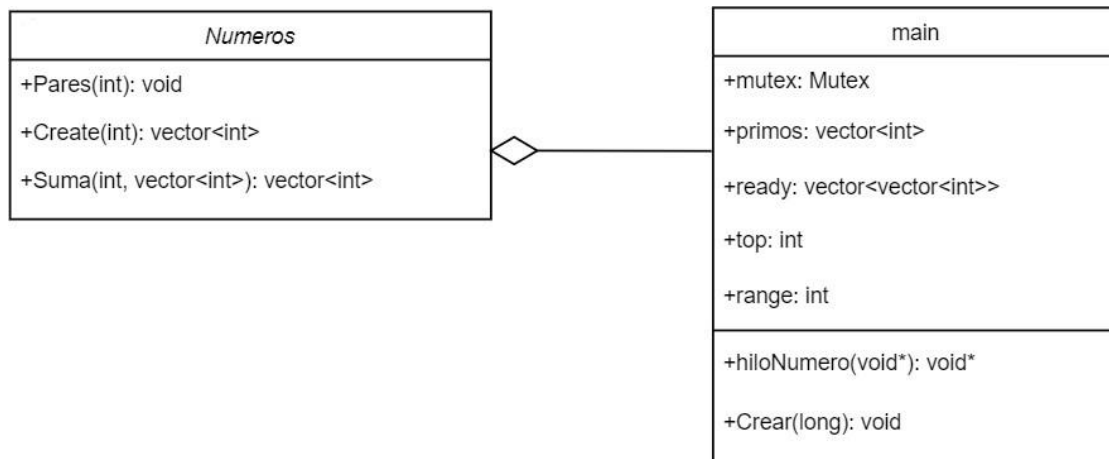 Numeros
+Pares(int): void
+Create(int): vector<int>
+Suma(int, vector<int>): vector<int>
main
+mutex: Mutex
+primos: vector<int>
+ready: vector<vector<int>>
+top: int
+range: int
+hiloNumero(void*): void*
+Crear(long): void